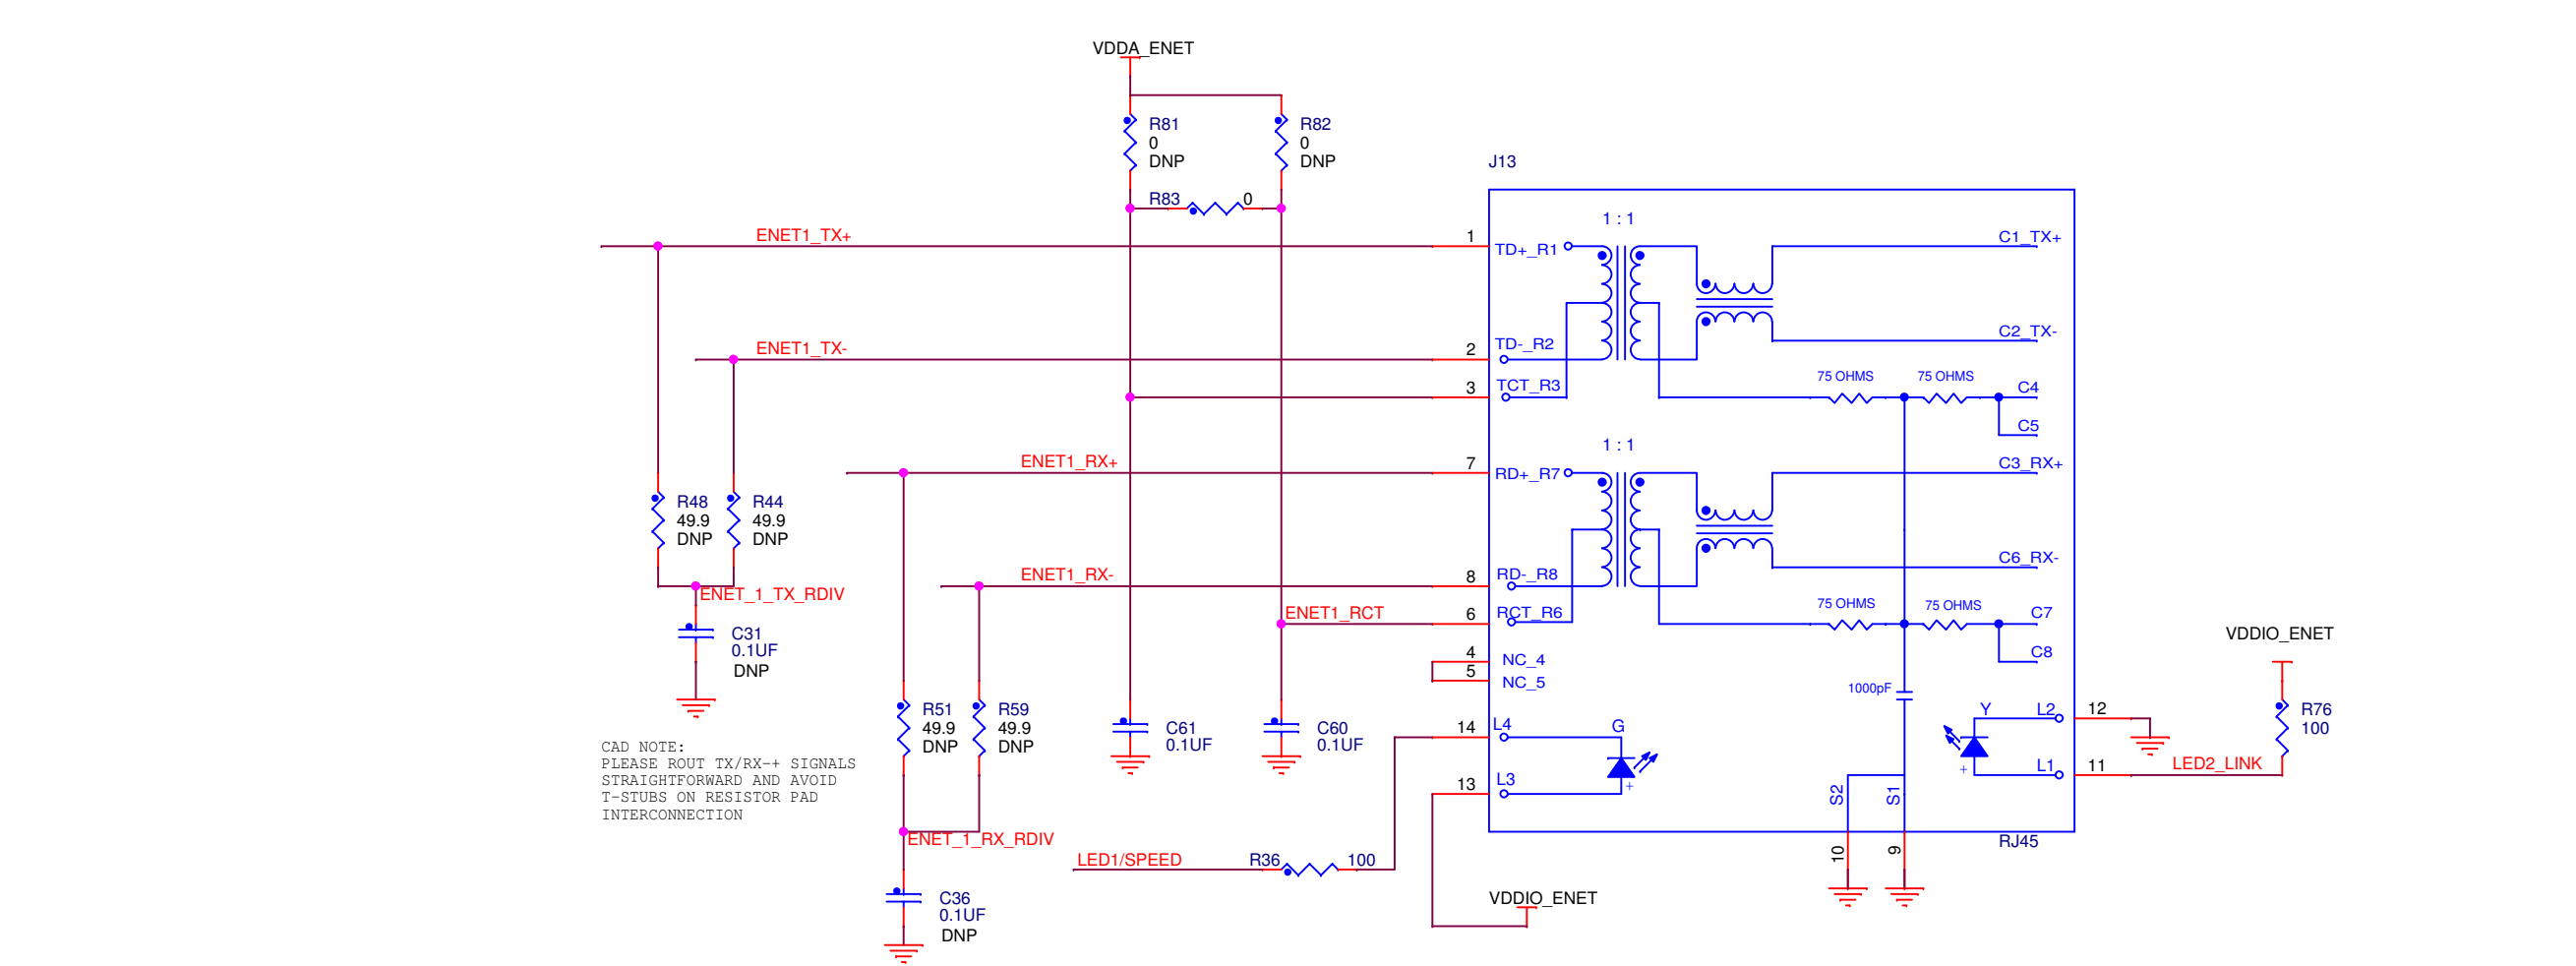 VDDA_ENET
R81
0
DNP
R82
0
DNP
R83
0
J13
ENET1_TX+
1
TD+_R1
1 : 1
C1_TX+
ENET1_TX-
2
TD-_R2
C2_TX-
3
TCT_R3
75 OHMS
75 OHMS
C4
C5
1 : 1
ENET1_RX+
7
RD+_R7
C3_RX+
R48
49.9
DNP
R44
49.9
DNP
ENET1_RX-
8
RD-_R8
C6_RX-
ENET_1_TX_RDIV
ENET1_RCT
6
RCT_R6
75 OHMS
75 OHMS
C7
C8
C31
0.1UF
DNP
4
NC_4
5
NC_5
VDDIO_ENET
1000pF
R51
49.9
DNP
R59
49.9
DNP
C61
0.1UF
C60
0.1UF
14
L4
G
+
13
L3
Y
+
L2
12
L1
11
LED2_LINK
R76
100
CAD NOTE:
PLEASE ROUT TX/RX-+ SIGNALS
STRAIGHTFORWARD AND AVOID
T-STUBS ON RESISTOR PAD
INTERCONNECTION
S2
S1
10
9
RJ45
ENET_1_RX_RDIV
LED1/SPEED
R36
100
VDDIO_ENET
C36
0.1UF
DNP